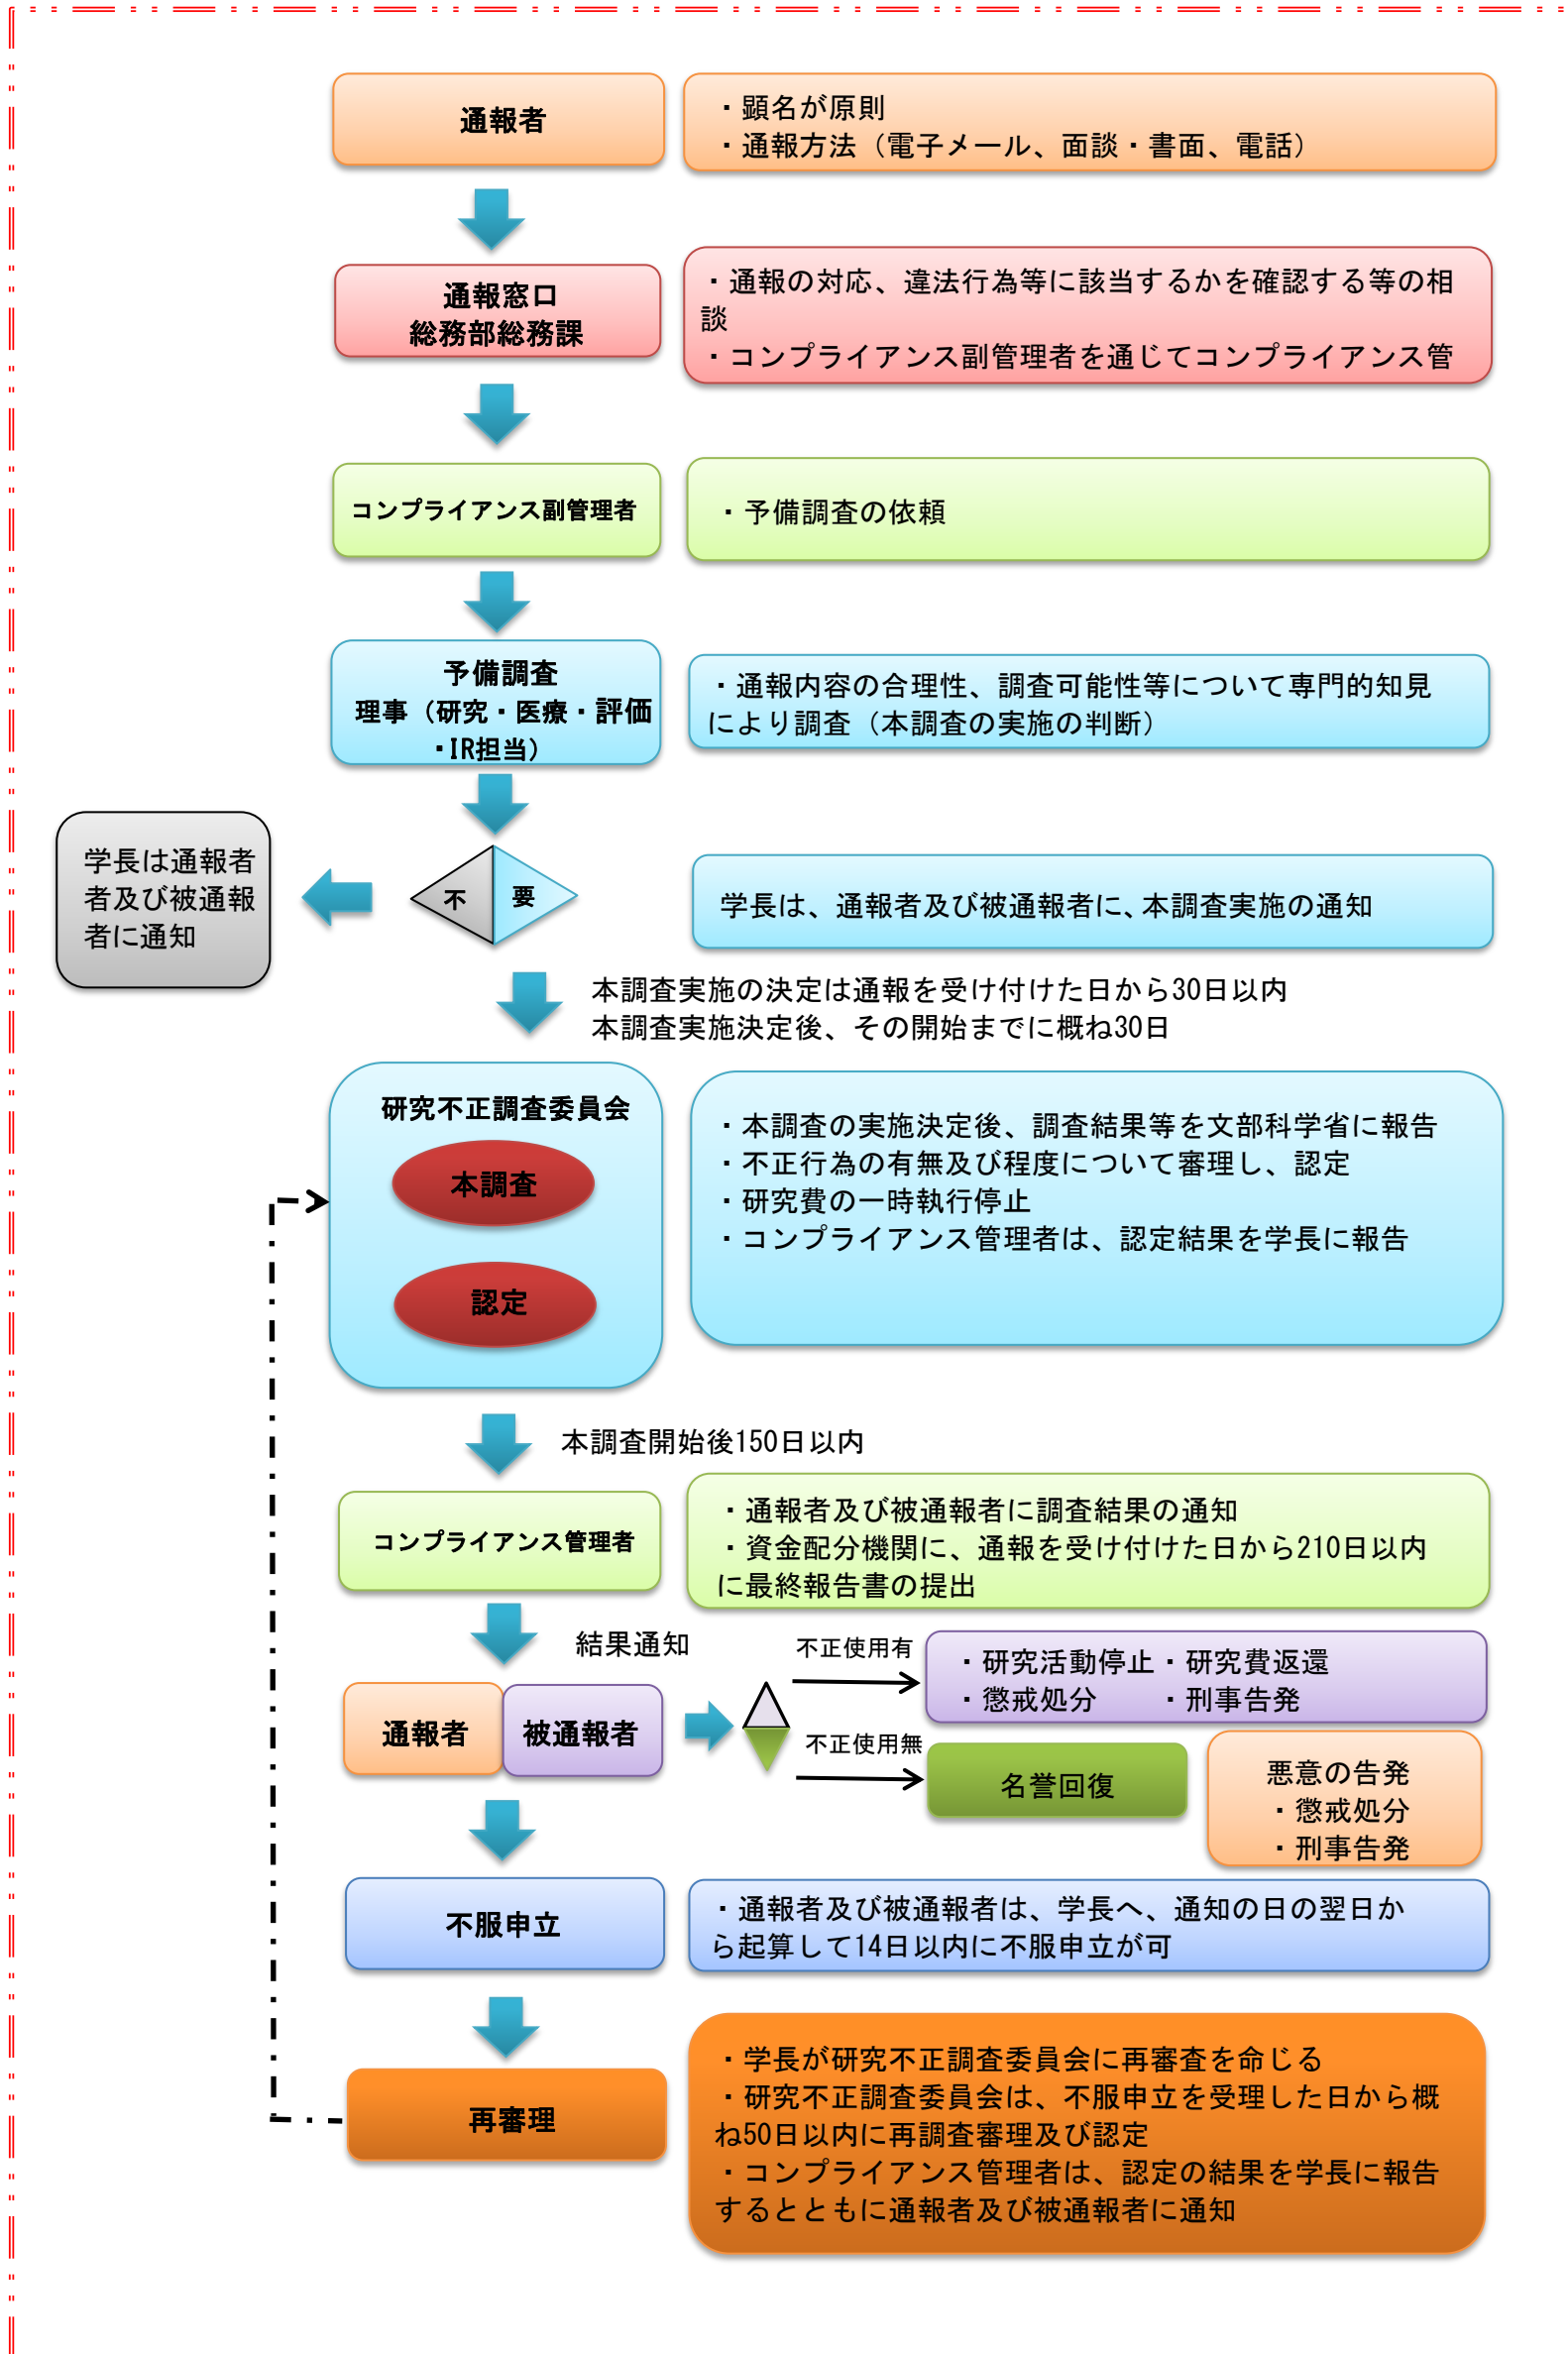 通報者
・顕名が原則
・通報方法（電子メール、面談・書面、電話）
通報窓口
総務部総務課
・通報の対応、違法行為等に該当するかを確認する等の相
談
・コンプライアンス副管理者を通じてコンプライアンス管
コンプライアンス副管理者
・予備調査の依頼
予備調査
理事（研究・医療・評価
・IR担当）
・通報内容の合理性、調査可能性等について専門的知見
により調査（本調査の実施の判断）
学長は通報者
者及び被通報
者に通知
不
要
学長は、通報者及び被通報者に、本調査実施の通知
本調査実施の決定は通報を受け付けた日から30日以内
本調査実施決定後、その開始までに概ね30日
研究不正調査委員会
本調査
認定
・本調査の実施決定後、調査結果等を文部科学省に報告
・不正行為の有無及び程度について審理し、認定
・研究費の一時執行停止
・コンプライアンス管理者は、認定結果を学長に報告
本調査開始後150日以内
コンプライアンス管理者
・通報者及び被通報者に調査結果の通知
・資金配分機関に、通報を受け付けた日から210日以内
に最終報告書の提出
結果通知
通報者
被通報者
不正使用有
・研究活動停止・研究費返還
・懲戒処分　　・刑事告発
不正使用無
名誉回復
悪意の告発
・懲戒処分
・刑事告発
不服申立
・通報者及び被通報者は、学長へ、通知の日の翌日か
ら起算して14日以内に不服申立が可
再審理
・学長が研究不正調査委員会に再審査を命じる
・研究不正調査委員会は、不服申立を受理した日から概
ね50日以内に再調査審理及び認定
・コンプライアンス管理者は、認定の結果を学長に報告
するとともに通報者及び被通報者に通知